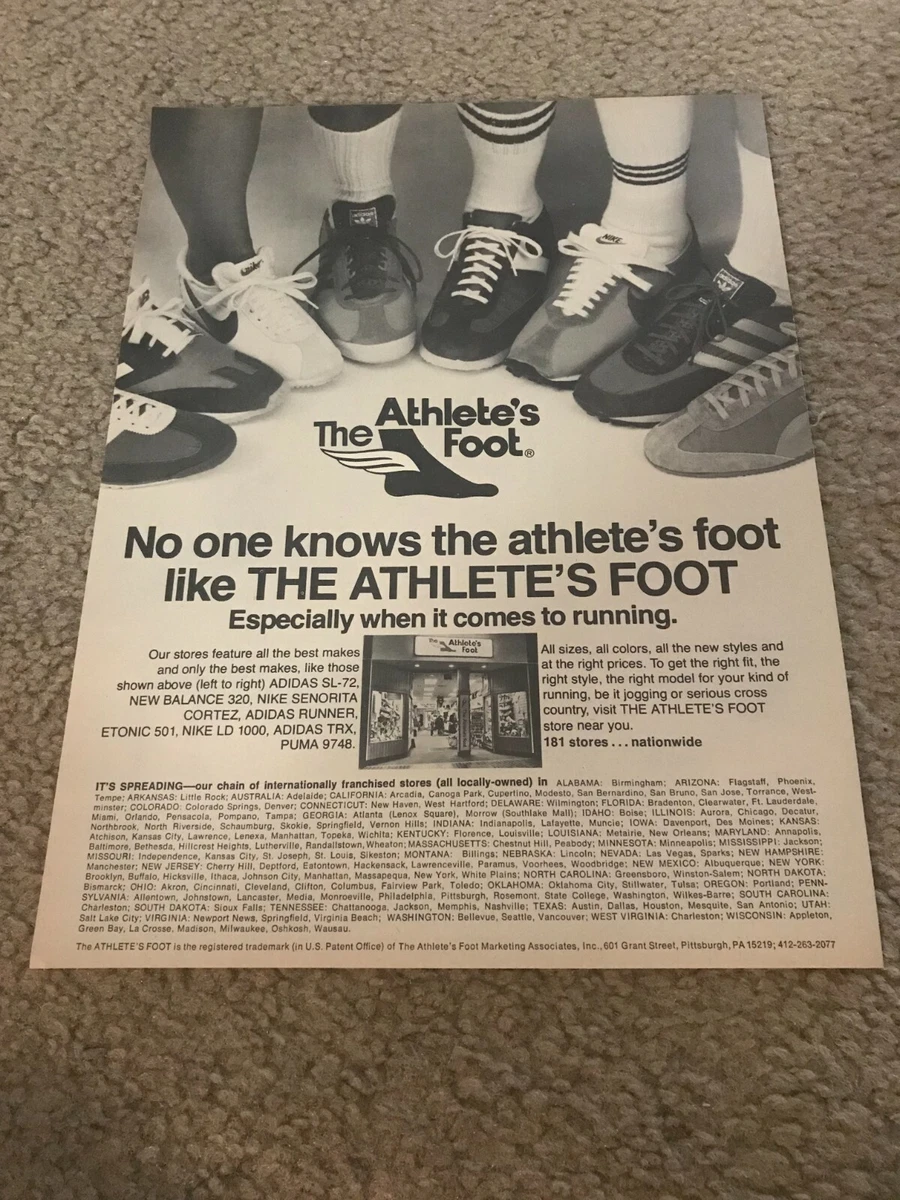 NIKE
The Athlete's
Foot®
No one knows the athlete's foot
like THE ATHLETE'S FOOT
Especially when it comes to running.
Our stores feature all the best makes
and only the best makes, like those
shown above (left to right) ADIDAS SL-72,
NEW BALANCE 320, NIKE SENORITA
CORTEZ, ADIDAS RUNNER,
ETONIC 501, NIKE LD 1000, ADIDAS TRX,
PUMA 9748.
the Athlete's
Foot
All sizes, all colors, all the new styles and
at the right prices. To get the right fit, the
right style, the right model for your kind of
running, be it jogging or serious cross
country, visit THE ATHLETE'S FOOT
store near you.
181 stores...nationwide
IT'S SPREADING—our chain of internationally franchised stores (all locally-owned) in ALABAMA: Birmingham; ARIZONA: Flagstaff, Phoenix,
Tempe; ARKANSAS: Little Rock; AUSTRALIA: Adelaide; CALIFORNIA: Arcadia, Canoga Park, Cupertino, Modesto, San Bernardino, San Bruno, San Jose, Torrance, West-
minster; COLORADO: Colorado Springs, Denver; CONNECTICUT: New Haven, West Hartford; DELAWARE: Wilmington; FLORIDA: Bradenton, Clearwater, Ft. Lauderdale,
Miami, Orlando, Pensacola, Pompano, Tampa; GEORGIA: Atlanta (Lenox Square), Morrow (Southlake Mall); IDAHO: Boise; ILLINOIS: Aurora, Chicago, Decatur,
Northbrook, North Riverside, Schaumburg, Skokie, Springfield, Vernon Hills; INDIANA: Indianapolis, Lafayette, Muncie; IOWA: Davenport, Des Moines; KANSAS:
Atchison, Kansas City, Lawrence, Lenexa, Manhattan, Topeka, Wichita; KENTUCKY: Florence, Louisville; LOUISIANA: Metairie, New Orleans; MARYLAND: Annapolis,
Baltimore, Bethesda, Hillcrest Heights, Lutherville, Randallstown, Wheaton; MASSACHUSETTS: Chestnut Hill, Peabody; MINNESOTA: Minneapolis; MISSISSIPPI: Jackson;
MISSOURI: Independence, Kansas City, St. Joseph, St. Louis, Sikeston; MONTANA: Billings; NEBRASKA: Lincoln; NEVADA: Las Vegas, Sparks; NEW HAMPSHIRE:
Manchester; NEW JERSEY: Cherry Hill, Deptford, Eatontown, Hackensack, Lawrenceville, Paramus, Voorhees, Woodbridge; NEW MEXICO: Albuquerque; NEW YORK:
Brooklyn, Buffalo, Hicksville, Ithaca, Johnson City, Manhattan, Massapequa, New York, White Plains; NORTH CAROLINA: Greensboro, Winston-Salem; NORTH DAKOTA;
Bismarck; OHIO: Akron, Cincinnati, Cleveland, Clifton, Columbus, Fairview Park, Toledo; OKLAHOMA: Oklahoma City, Stillwater, Tulsa; OREGON: Portland; PENN-
SYLVANIA: Allentown, Johnstown, Lancaster, Media, Monroeville, Philadelphia, Pittsburgh, Rosemont, State College, Washington, Wilkes-Barre; SOUTH CAROLINA:
Charleston; SOUTH DAKOTA: Sioux Falls; TENNESSEE: Chattanooga, Jackson, Memphis, Nashville; TEXAS: Austin, Dallas, Houston, Mesquite, San Antonio; UTAH:
Salt Lake City; VIRGINIA: Newport News, Springfield, Virginia Beach; WASHINGTON: Bellevue, Seattle, Vancouver; WEST VIRGINIA: Charleston; WISCONSIN: Appleton,
Green Bay, La Crosse, Madison, Milwaukee, Oshkosh, Wausau.
The ATHLETE'S FOOT is the registered trademark (in U.S. Patent Office) of The Athlete's Foot Marketing Associates, Inc., 601 Grant Street, Pittsburgh, PA 15219; 412-263-2077